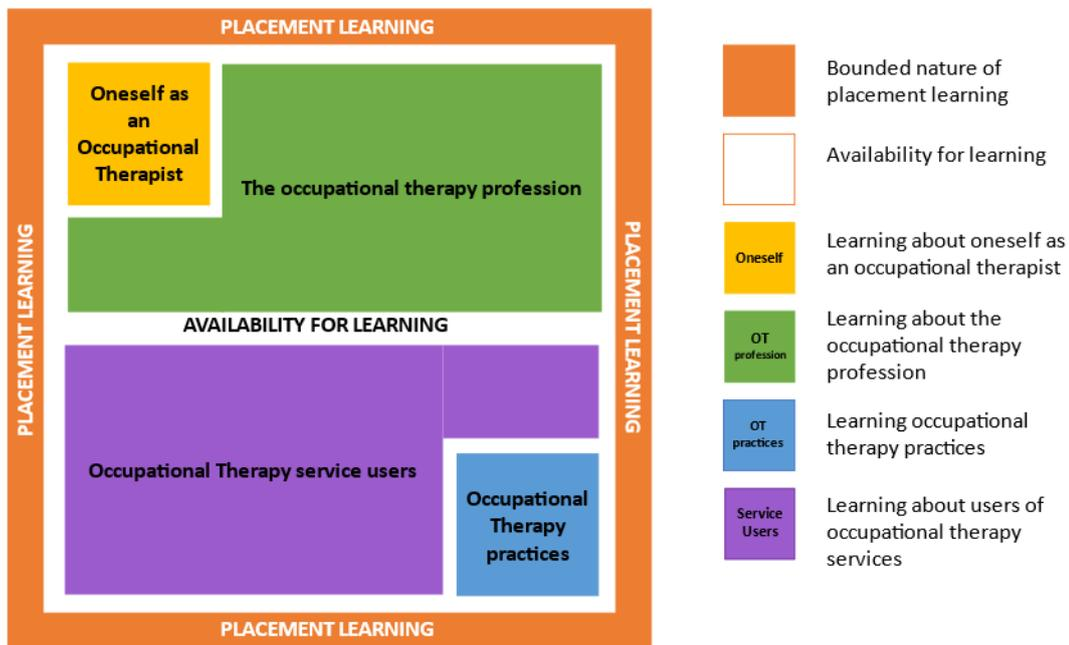 PLACEMENT LEARNING
Oneself as
an
Occupational
Therapist
The occupational therapy profession
PLACEMENT LEARNING
PLACEMENT LEARNING
AVAILABILITY FOR LEARNING
Occupational Therapy service users
Occupational
Therapy
practices
PLACEMENT LEARNING
Bounded nature of
placement learning
Availability for learning
Oneself
Learning about oneself as
an occupational therapist
OT
profession
Learning about the
occupational therapy
profession
OT
practices
Learning occupational
therapy practices
Service
Users
Learning about users of
occupational therapy
services